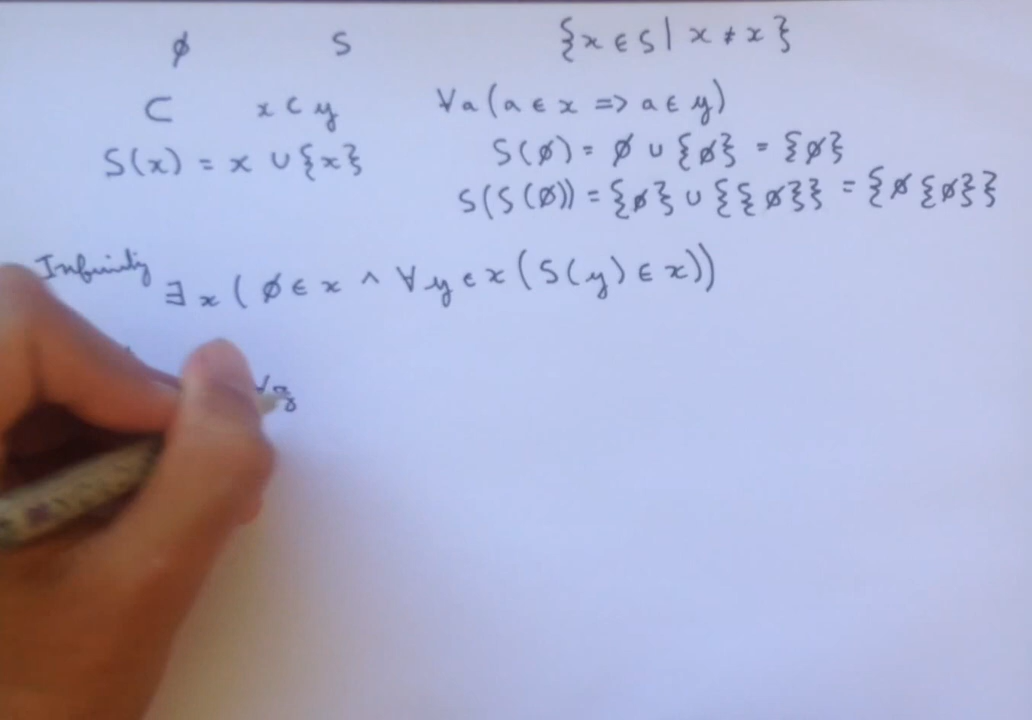 ∅ S {x ∈ S | x ≠ x}
⊂ x ⊂ y ∀a(a ∈ x => a ∈ y)
S(x) = x ∪ {x} S(∅) = ∅ ∪ {∅} = {∅}
S(S(∅)) = {∅} ∪ {{∅}} = {∅ {∅}}
Infinity ∃x(∅ ∈ x ∧ ∀y ∈ x(S(y) ∈ x))